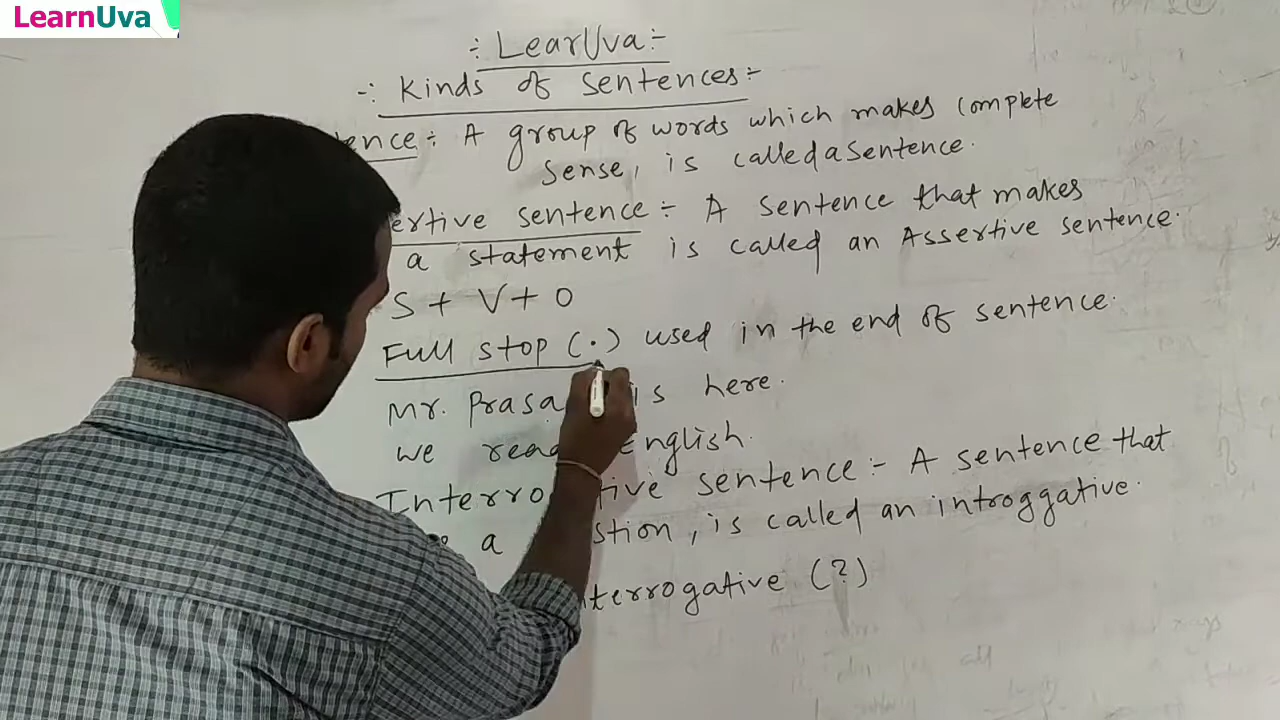 LearnUva
-: LearUva :-
-: Kinds of sentences :-
ence :- A group of words which makes complete
sense, is called a sentence.
ertive sentence :- A sentence that makes
a statement is called an Assertive sentence.
S + V + O
Full stop (.) used in the end of sentence.
Mr. Prasa is here.
We read English.
Interro tive sentence :- A sentence that
a stion, is called an introggative.
nterrogative (?)